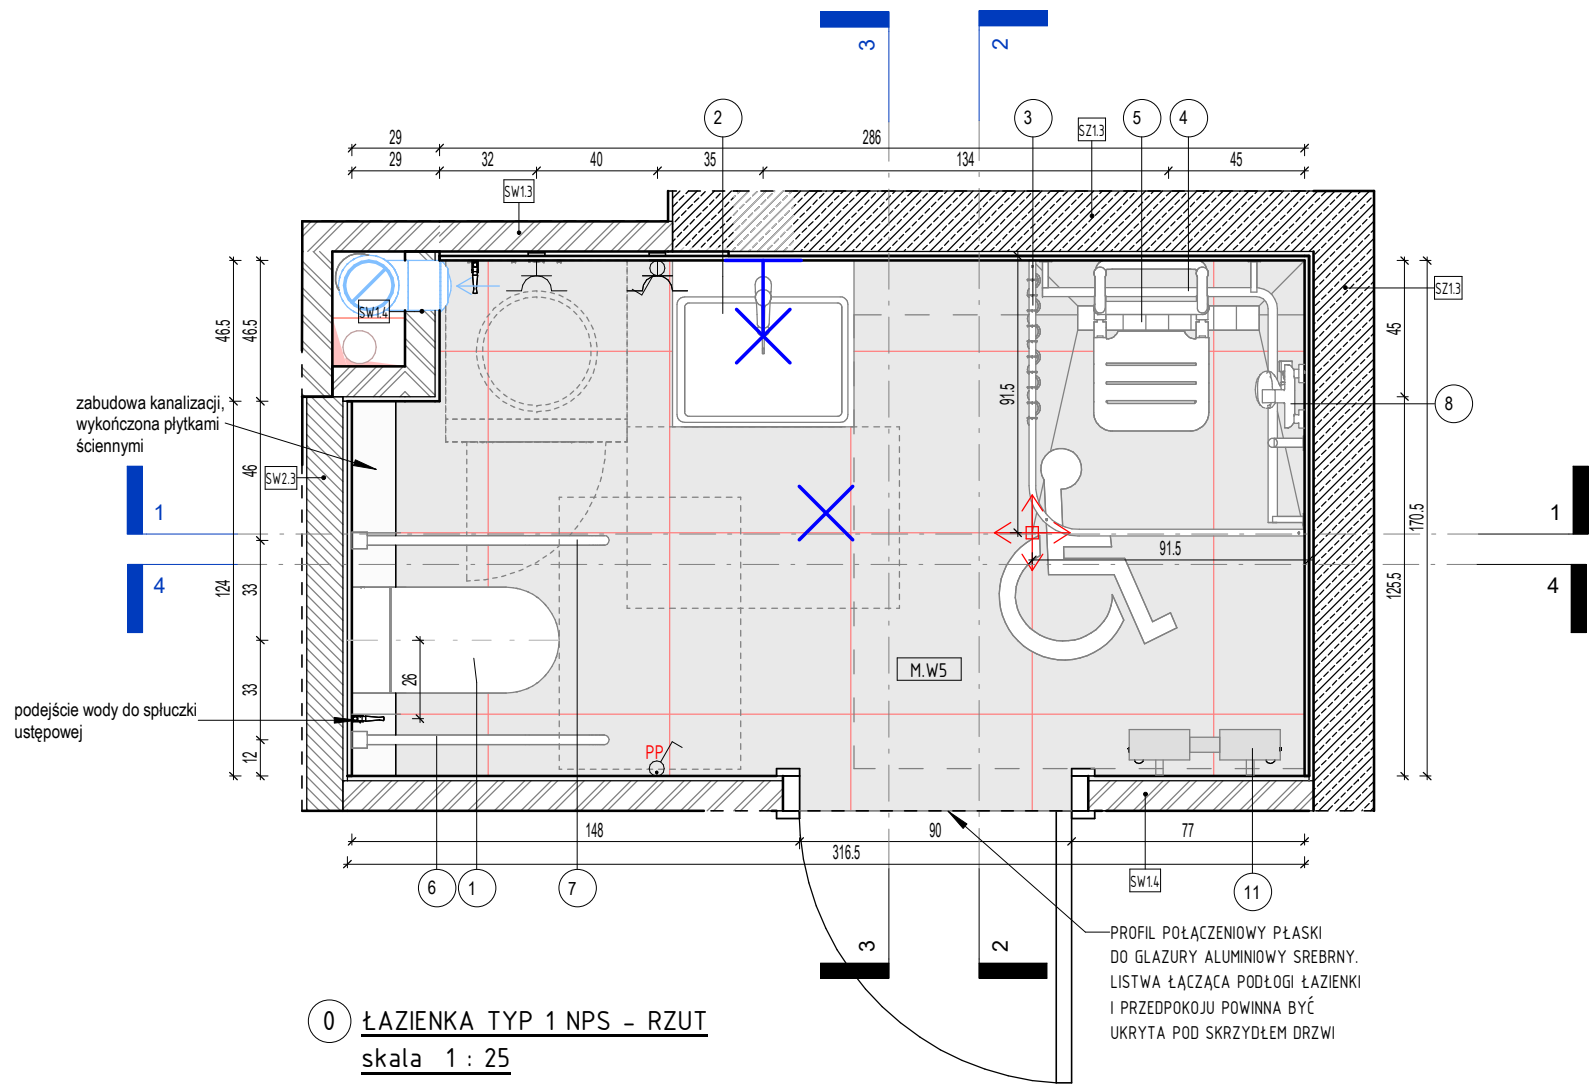 3
2
2
3
SZ1.3
5
4
29
286
29
32
40
35
134
45
SW1.3
SZ1.3
46.5
46.5
SW1.4
45
91.5
8
zabudowa kanalizacji,
wykończona płytkami
ściennymi
46
SW2.3
1
1
170.5
91.5
4
4
124
33
125.5
33
26
M.W5
podejście wody do spłuczki
ustępowej
12
PP
148
90
77
316.5
6
1
7
SW1.4
11
3
2
PROFIL POŁĄCZENIOWY PŁASKI
DO GLAZURY ALUMINIOWY SREBRNY.
LISTWA ŁĄCZĄCA PODŁOGI ŁAZIENKI
I PRZEDPOKOJU POWINNA BYĆ
UKRYTA POD SKRZYDŁEM DRZWI
0 ŁAZIENKA TYP 1 NPS - RZUT
skala 1 : 25